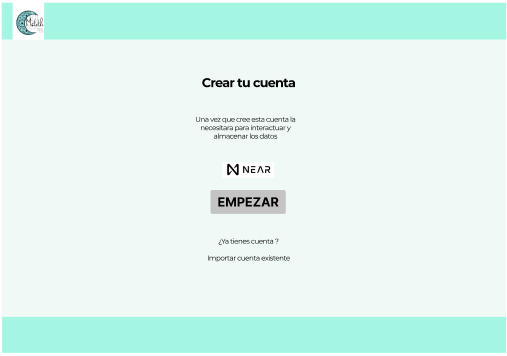 Crear tu cuenta
Una vez que cree esta cuenta la
necesitara para interactuar y
almacenar los datos
NEAR
EMPEZAR
¿Ya tienes cuenta ?
Importar cuenta existente